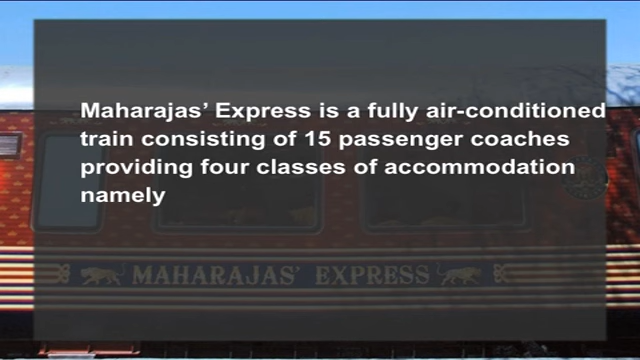 Maharajas’ Express is a fully air-conditioned
train consisting of 15 passenger coaches
providing four classes of accommodation
namely
MAHARAJAS’ EXPRESS